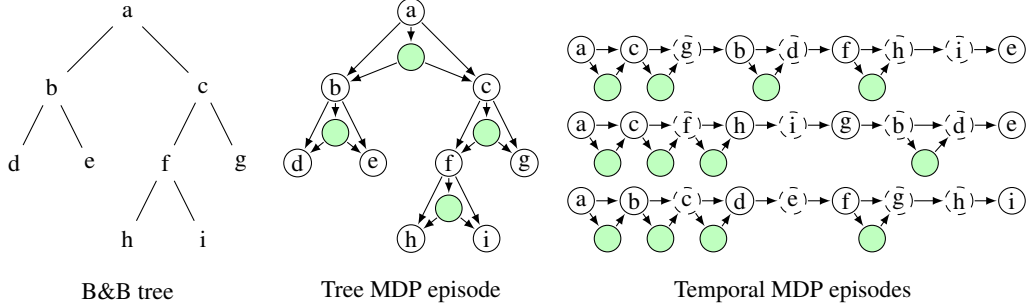 a
b c
d e f g
h i
B&B tree
a
b c
d e f g
h i
Tree MDP episode
a c g b d f h i e
a c f h i g b d e
a b c d e f g h i
Temporal MDP episodes